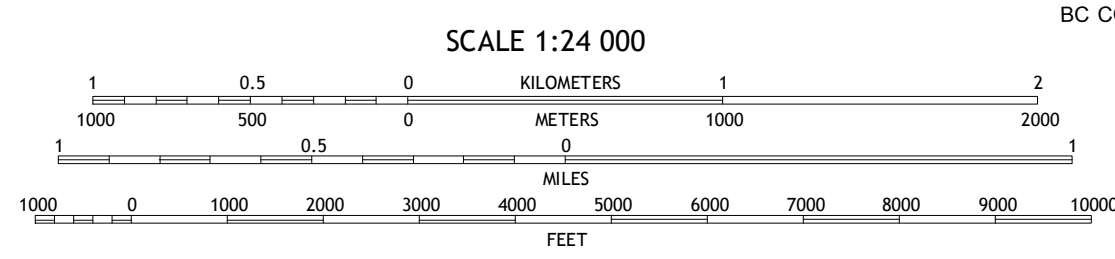 BC
SCALE 1:24 000
1 0.5 0 KILOMETERS 1 2
1000 500 0 METERS 1000 2000
1 0.5 0 1
MILES
1000 0 1000 2000 3000 4000 5000 6000 7000 8000 9000 10000
FEET